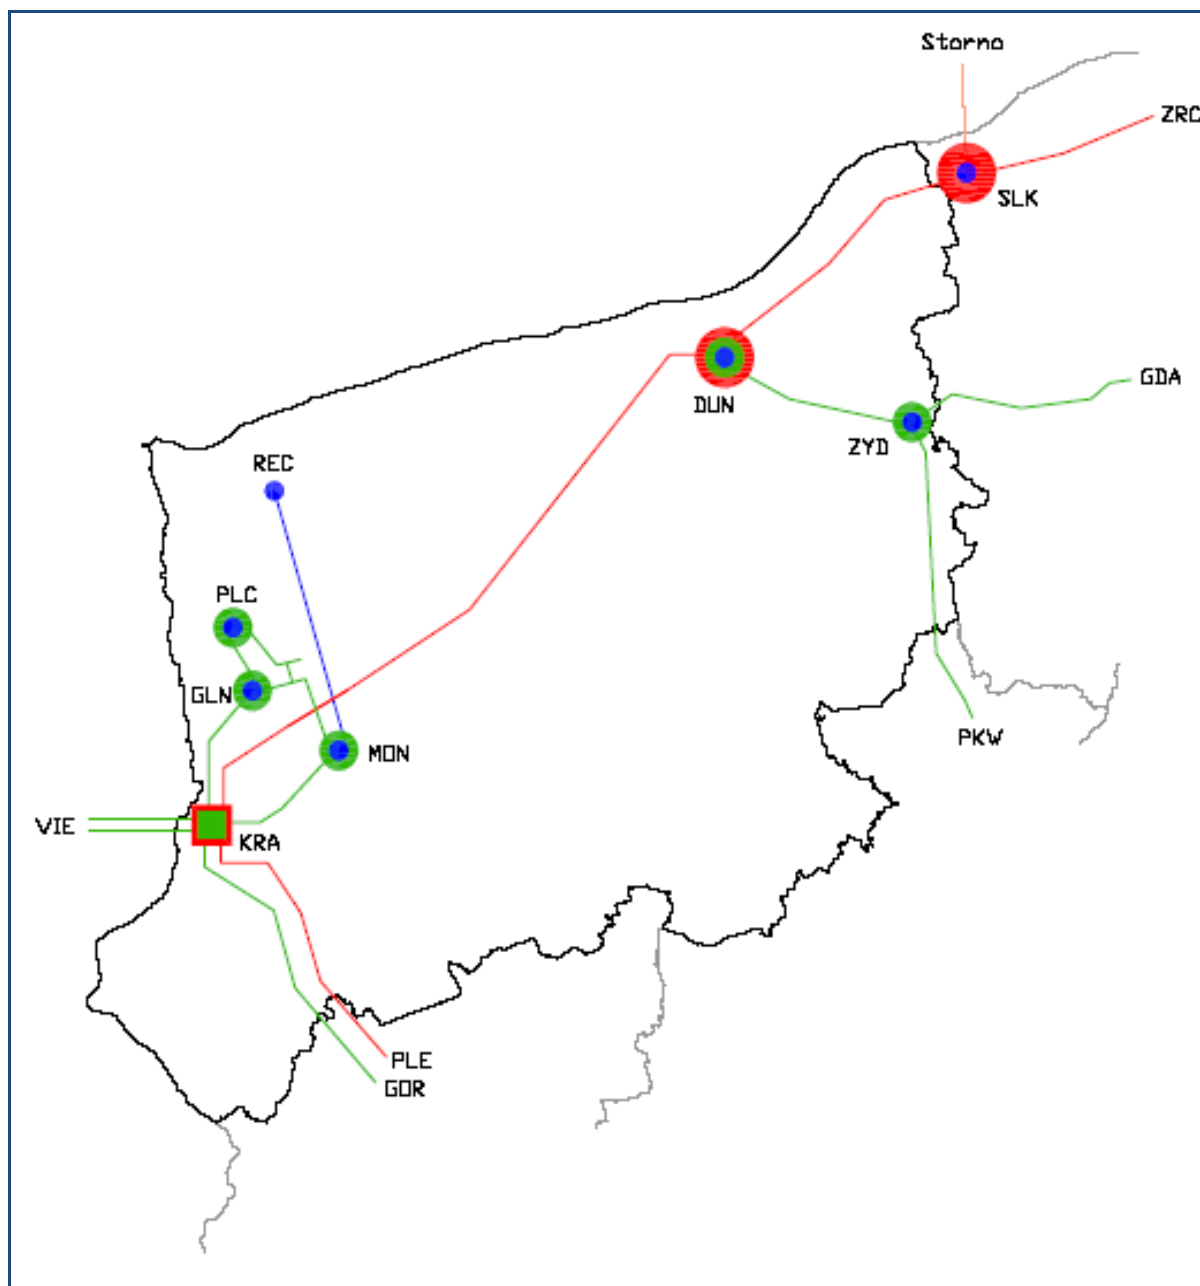 Storno
ZRC
SLK
GDA
DUN
ZYD
REC
PLC
GLN
PKW
MON
VIE
KRA
PLE
GOR